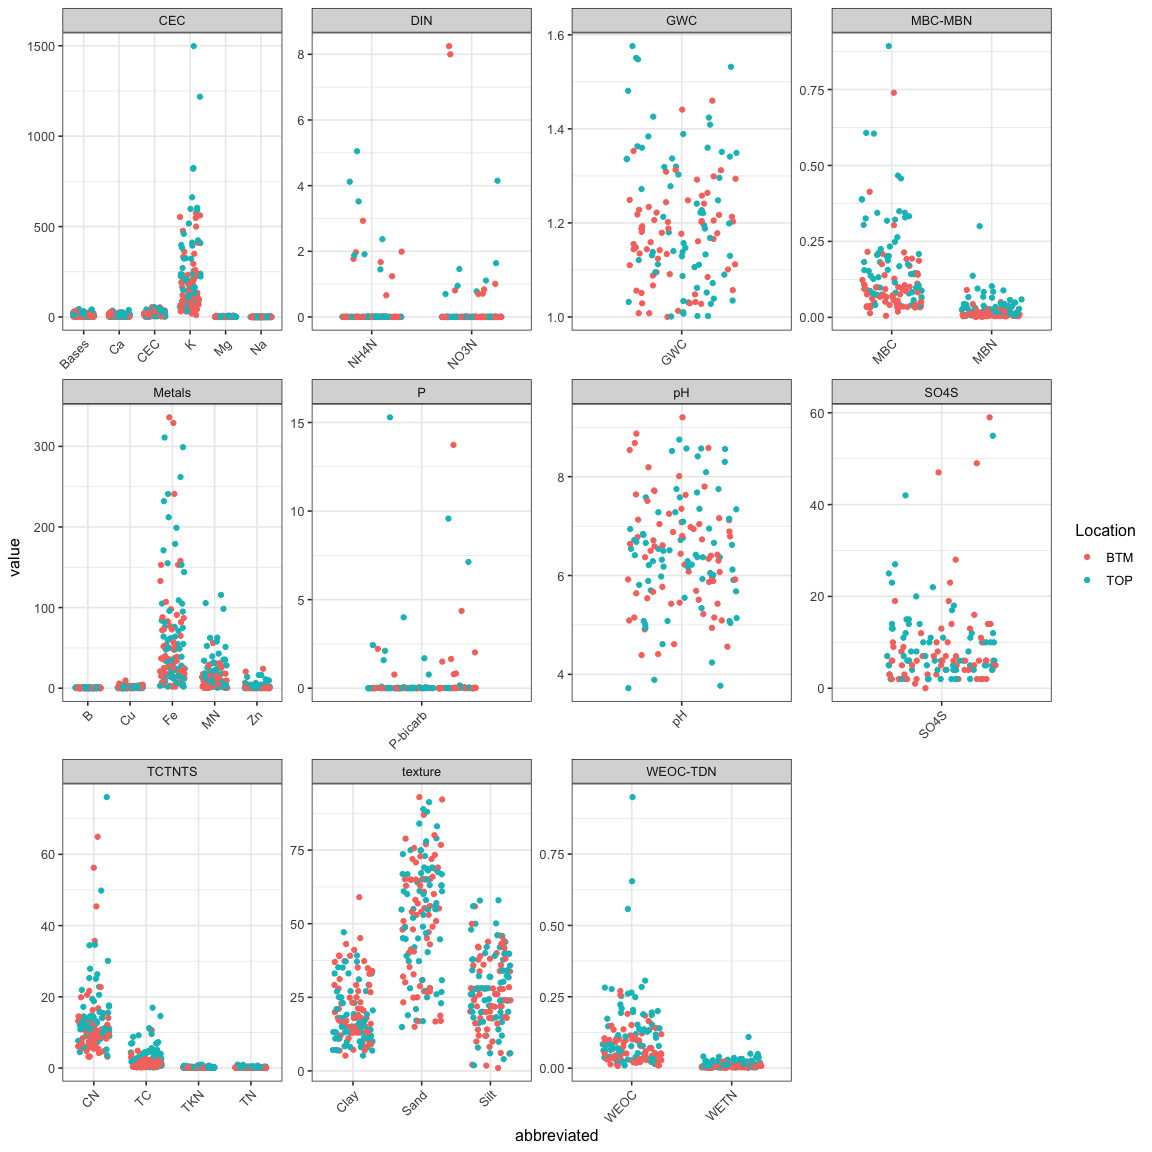 CEC
DIN
GWC
MBC-MBN
1500
1000
500
0
Bases
Ca
CEC
K
Mg
Na
8
6
4
2
0
NH4N
NO3N
1.6
1.4
1.2
1.0
GWC
0.75
0.50
0.25
0.00
MBC
MBN
Metals
P
pH
SO4S
300
200
100
0
B
Cu
Fe
MN
Zn
15
10
5
0
P-bicarb
8
6
4
pH
60
40
20
0
SO4S
TCTNTS
texture
WEOC-TDN
60
40
20
0
CN
TC
TKN
TN
75
50
25
0
Clay
Sand
Silt
0.75
0.50
0.25
0.00
WEOC
WETN
value
abbreviated
Location
BTM
TOP